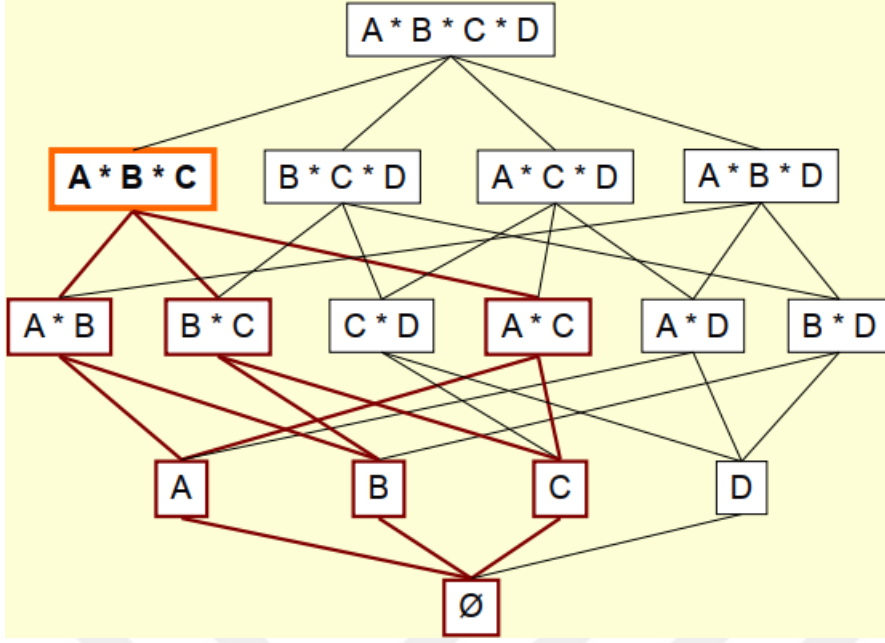 A * B * C * D
A * B * C
B * C * D
A * C * D
A * B * D
A * B
B * C
C * D
A * C
A * D
B * D
A
B
C
D
Ø